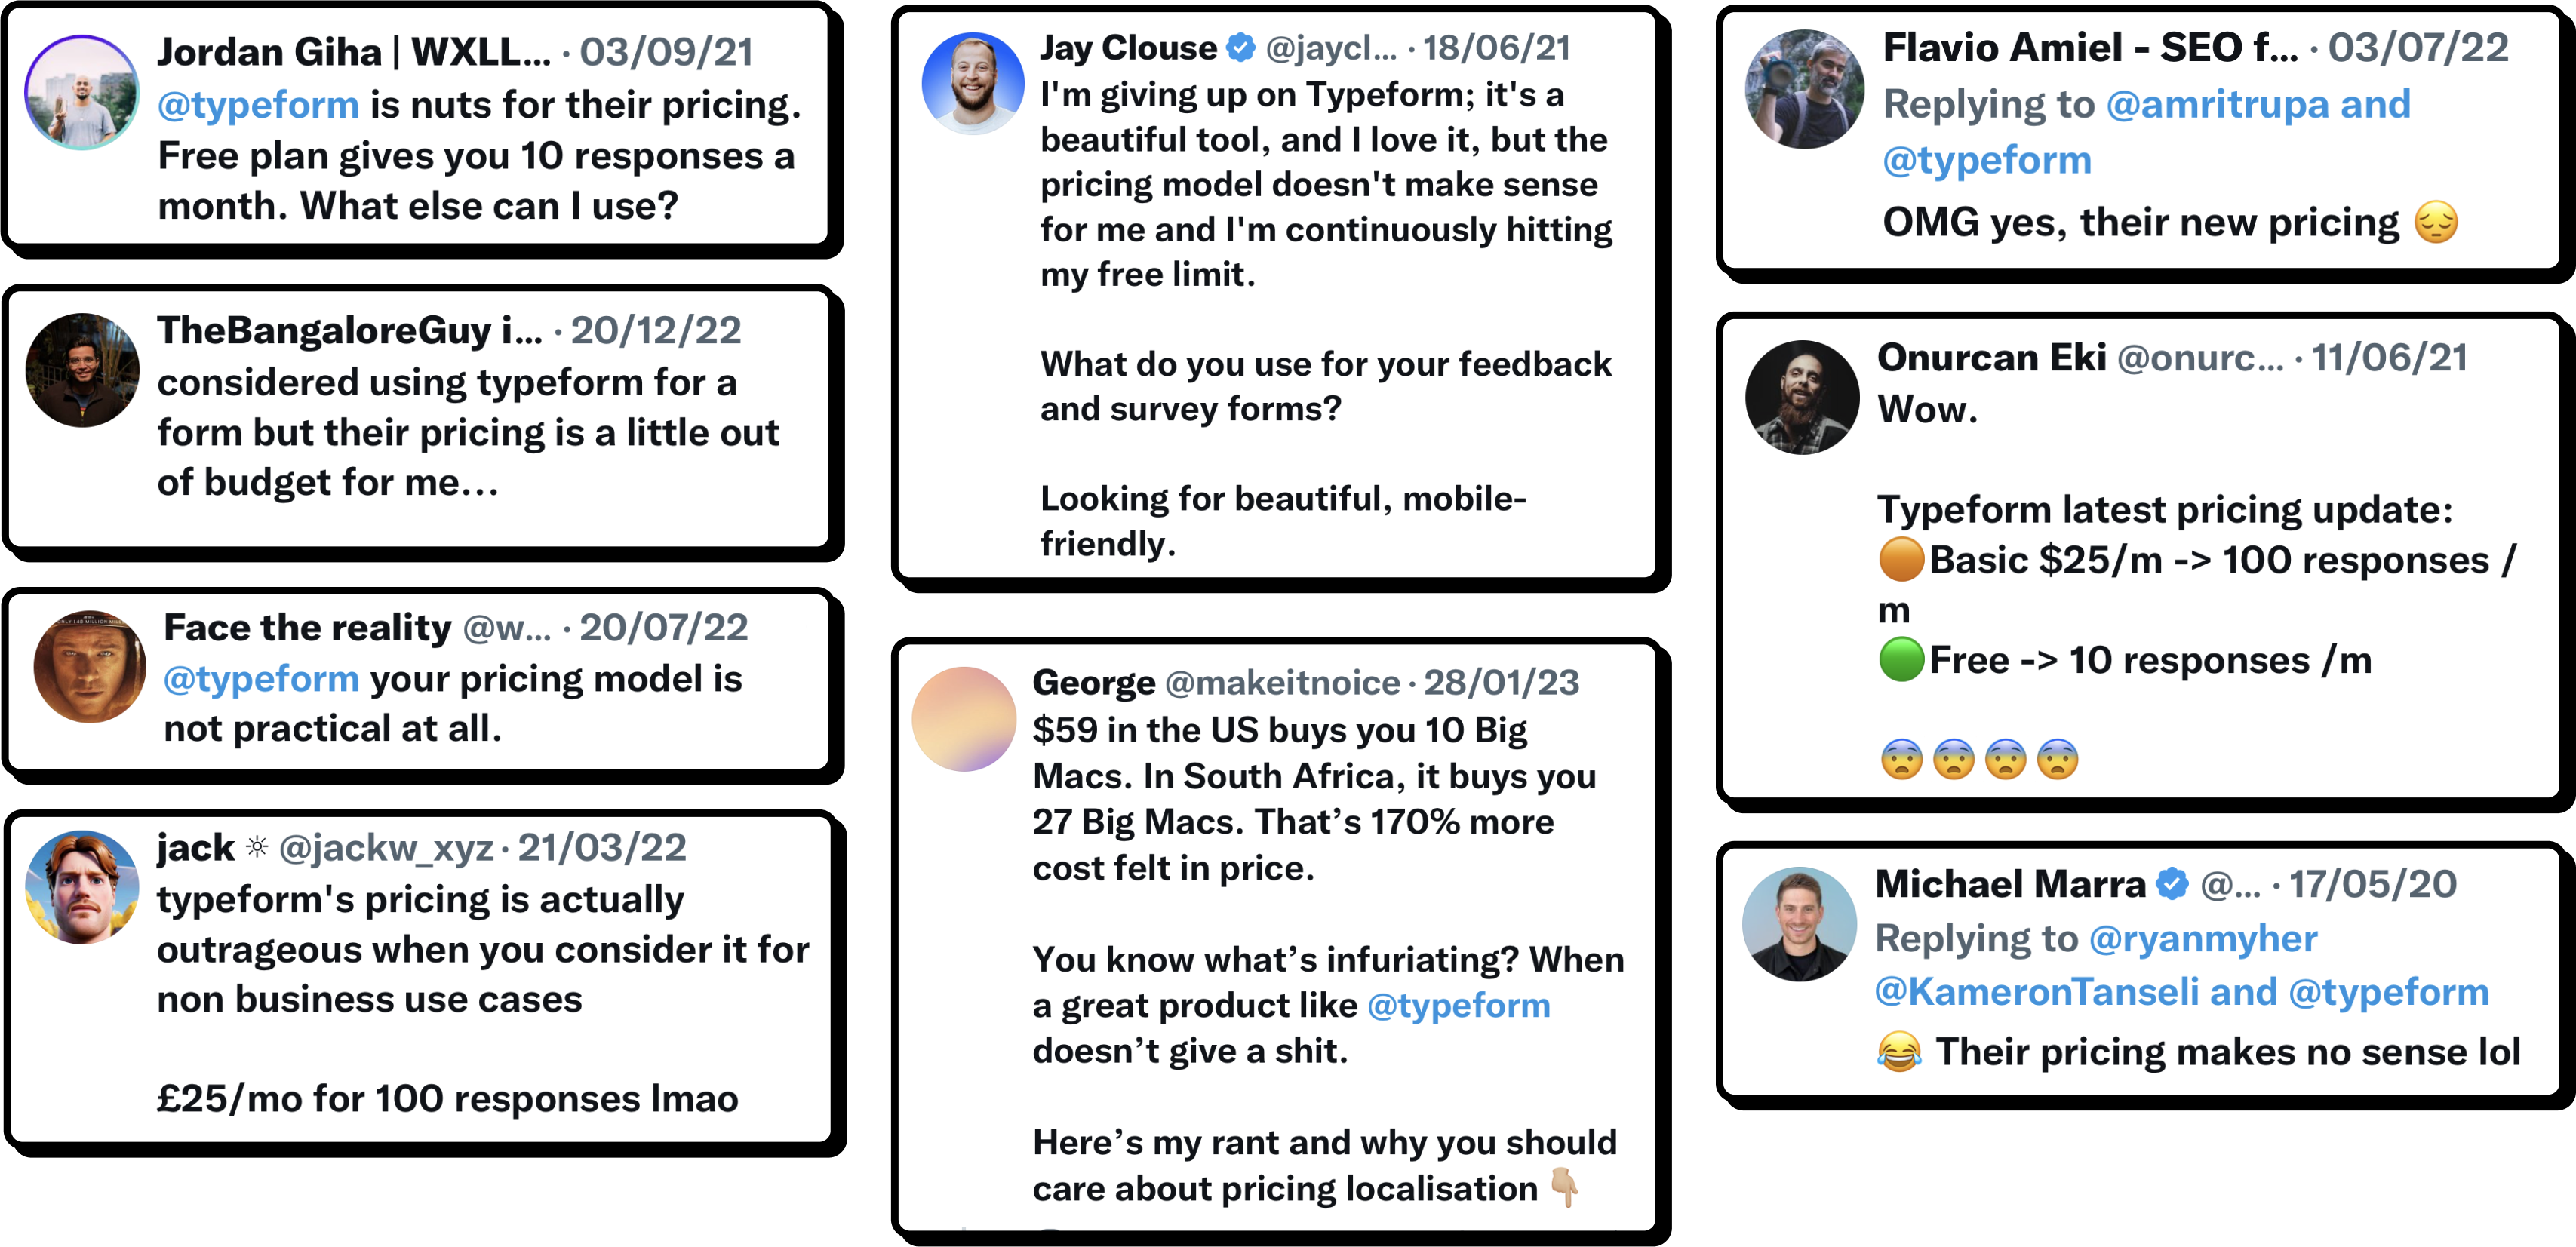 Jordan Giha | WXLL... · 03/09/21
@typeform is nuts for their pricing.
Free plan gives you 10 responses a
month. What else can I use?
TheBangaloreGuy i... · 20/12/22
considered using typeform for a
form but their pricing is a little out
of budget for me...
Face the reality @w... · 20/07/22
@typeform your pricing model is
not practical at all.
jack ☼ @jackw_xyz · 21/03/22
typeform's pricing is actually
outrageous when you consider it for
non business use cases
£25/mo for 100 responses lmao
Jay Clouse @jaycl... · 18/06/21
I'm giving up on Typeform; it's a
beautiful tool, and I love it, but the
pricing model doesn't make sense
for me and I'm continuously hitting
my free limit.
What do you use for your feedback
and survey forms?
Looking for beautiful, mobile-
friendly.
George @makeitnoice · 28/01/23
$59 in the US buys you 10 Big
Macs. In South Africa, it buys you
27 Big Macs. That’s 170% more
cost felt in price.
You know what’s infuriating? When
a great product like @typeform
doesn’t give a shit.
Here’s my rant and why you should
care about pricing localisation 👇🏼
Flavio Amiel - SEO f... · 03/07/22
Replying to @amritrupa and
@typeform
OMG yes, their new pricing 😔
Onurcan Eki @onurc... · 11/06/21
Wow.
Typeform latest pricing update:
🟠Basic $25/m -> 100 responses /
m
🟢Free -> 10 responses /m
😨😨😨😨
Michael Marra @... · 17/05/20
Replying to @ryanmyher
@KameronTanseli and @typeform
😂 Their pricing makes no sense lol